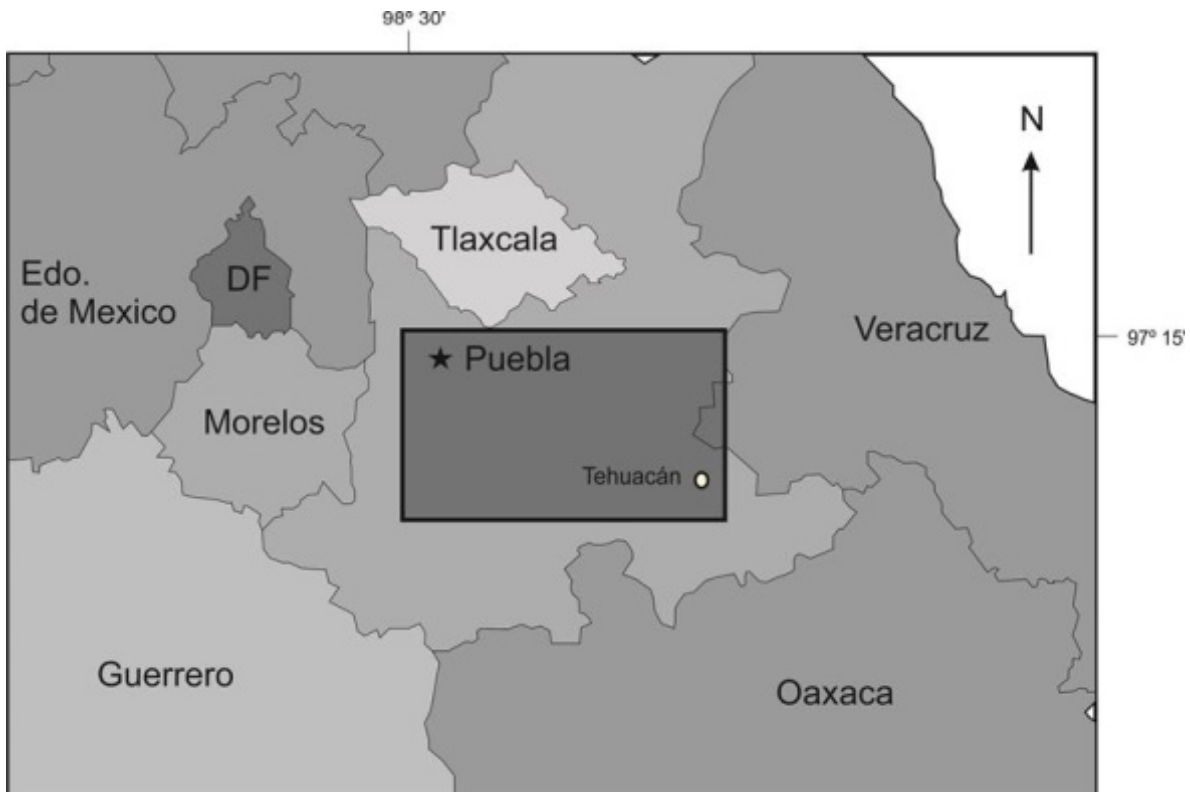 98º 30'
N
Tlaxcala
Edo.
de Mexico
DF
Veracruz
97º 15'
Puebla
Morelos
Tehuacán
Guerrero
Oaxaca